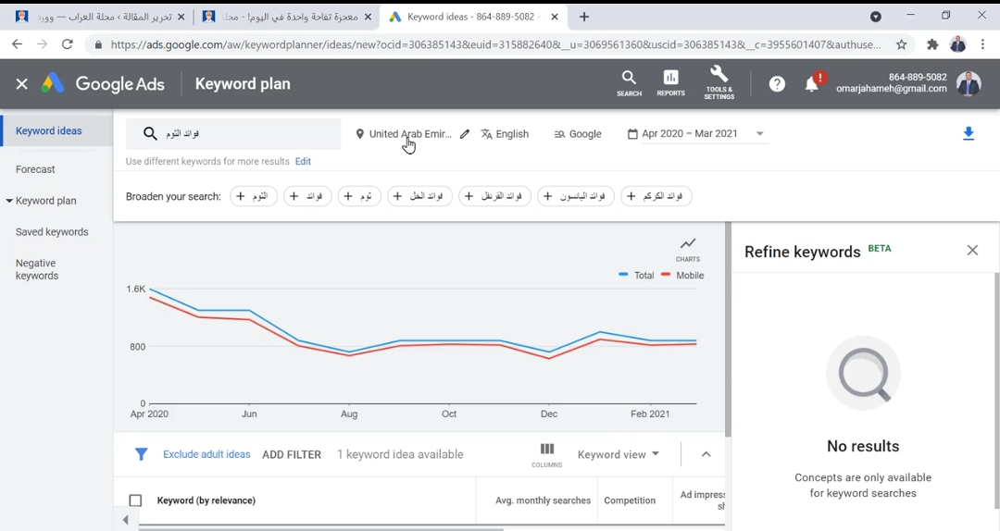 تحرير المقالة ‹ مجلة العراب — وورد
معجزة تفاحة واحدة في اليوم! - مجلة
Keyword ideas - 864-889-5082 -
https://ads.google.com/aw/keywordplanner/ideas/new?ocid=306385143&euid=315882640&__u=3069561360&uscid=306385143&__c=3955601407&authuse...
Google Ads
Keyword plan
SEARCH
REPORTS
TOOLS &
SETTINGS
864-889-5082
omarjahameh@gmail.com
Keyword ideas
Forecast
Keyword plan
Saved keywords
Negative
keywords
فوائد الثوم
United Arab Emir...
English
Google
Apr 2020 – Mar 2021
Use different keywords for more results Edit
Broaden your search: + الثوم + فوائد + ثوم + فوائد الخل + فوائد القرنفل + فوائد اليانسون + فوائد الكركم
CHARTS
Total Mobile
1.6K
800
0
Apr 2020 Jun Aug Oct Dec Feb 2021
Exclude adult ideas ADD FILTER 1 keyword idea available
COLUMNS
Keyword view
Keyword (by relevance) Avg. monthly searches Competition Ad impress
sh
Refine keywords BETA
No results
Concepts are only available
for keyword searches